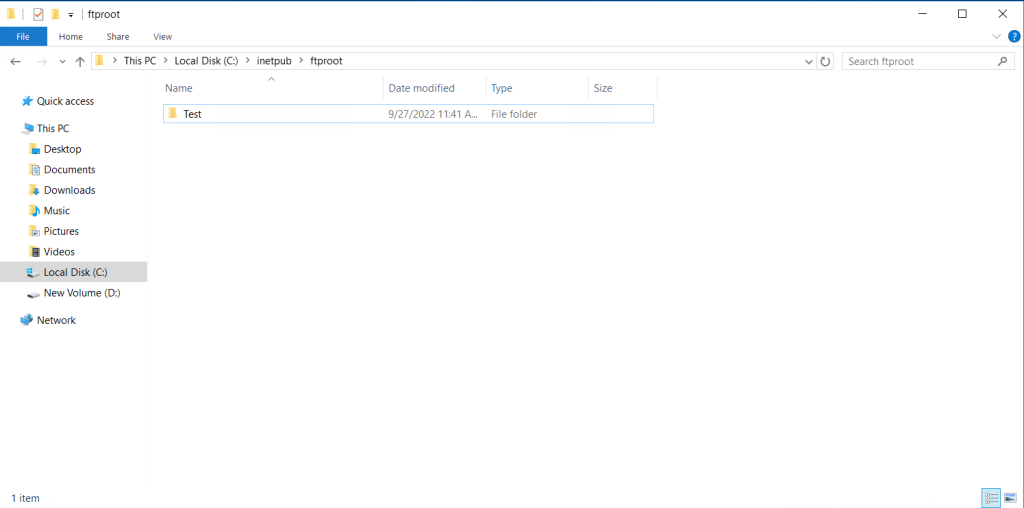 ftproot
File Home Share View
This PC Local Disk (C:) inetpub ftproot Search ftproot
Name Date modified Type Size
Test 9/27/2022 11:41 A... File folder
Quick access
This PC
Desktop
Documents
Downloads
Music
Pictures
Videos
Local Disk (C:)
New Volume (D:)
Network
1 item